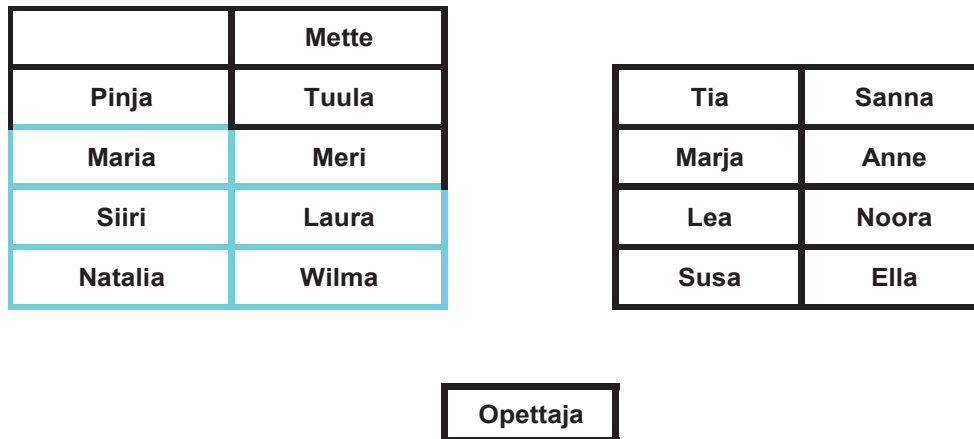 Mette
Pinja Tuula
Maria Meri
Siiri Laura
Natalia Wilma
Tia Sanna
Marja Anne
Lea Noora
Susa Ella
Opettaja